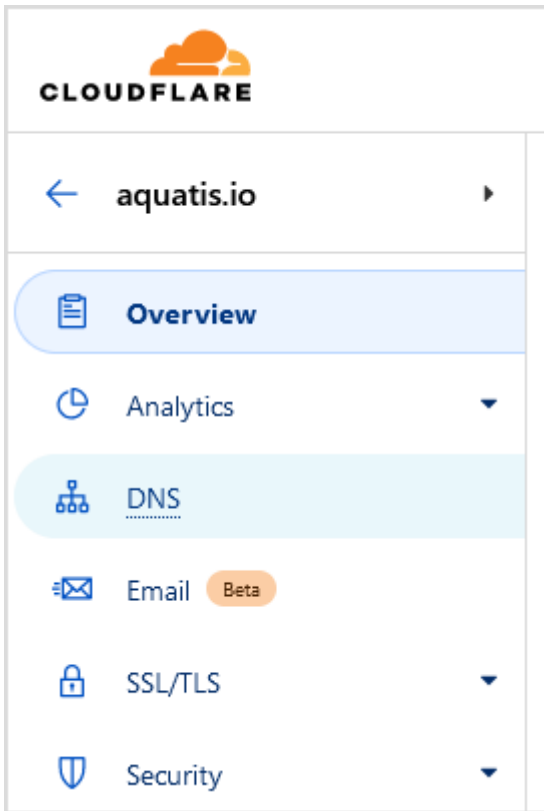 CLOUDFLARE
aquatis.io
Overview
Analytics
DNS
Email Beta
SSL/TLS
Security